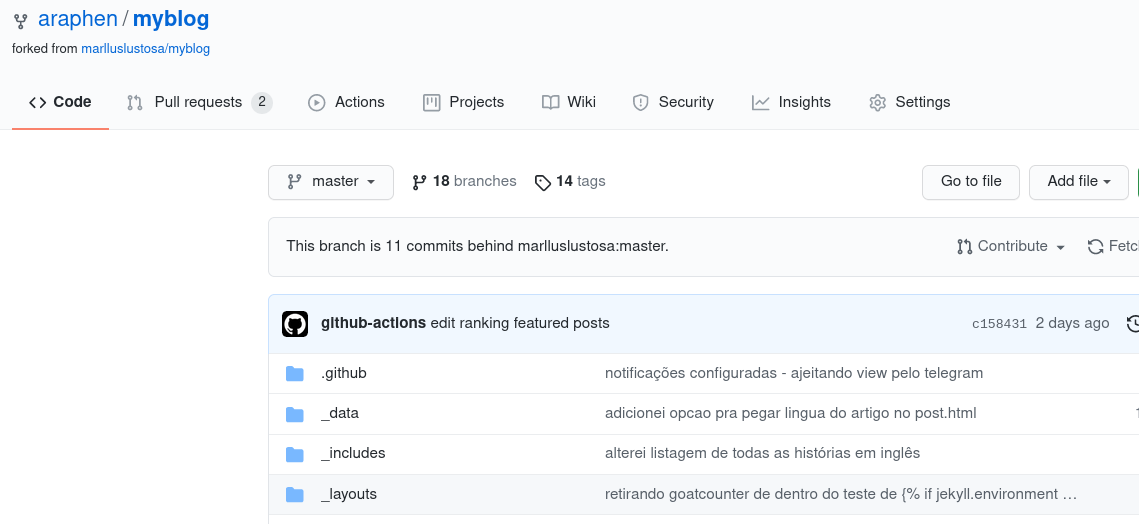 araphen / myblog
forked from marlluslustosa/myblog
Code Pull requests 2 Actions Projects Wiki Security Insights Settings
master 18 branches 14 tags Go to file Add file
This branch is 11 commits behind marlluslustosa:master. Contribute
github-actions edit ranking featured posts c158431 2 days ago
.github notificações configuradas - ajeitando view pelo telegram
_data adicionei opcao pra pegar lingua do artigo no post.html
_includes alterei listagem de todas as histórias em inglês
_layouts retirando goatcounter de dentro do teste de {% if jekyll.environment …